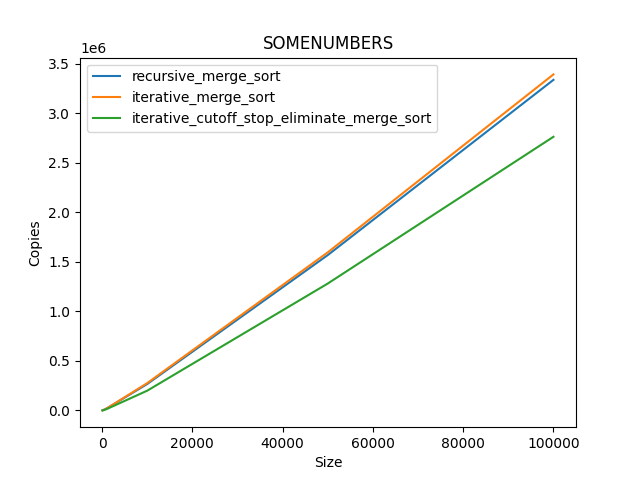 SOMENUMBERS
1e6
recursive_merge_sort
iterative_merge_sort
iterative_cutoff_stop_eliminate_merge_sort
3.5
3.0
2.5
2.0
1.5
1.0
0.5
0.0
Copies
0 20000 40000 60000 80000 100000
Size